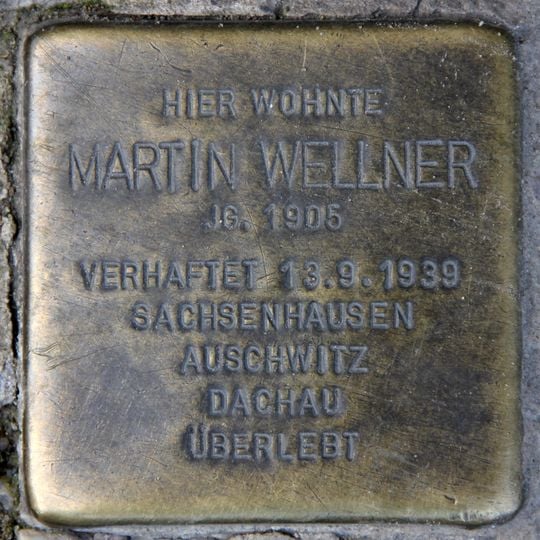 HIER WOHNTE
MARTIN WELLNER
JG. 1905
VERHAFTET 13.9.1939
SACHSENHAUSEN
AUSCHWITZ
DACHAU
ÜBERLEBT